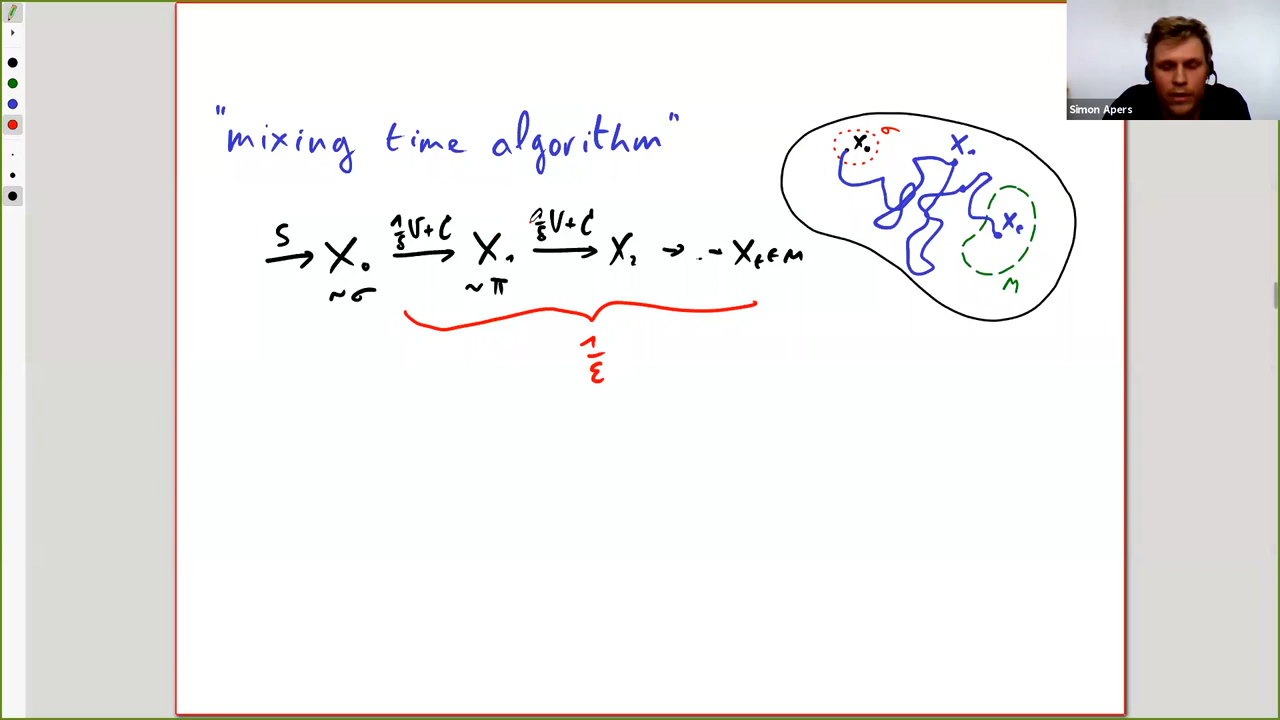 "mixing time algorithm"
S → X₀ 1/δ U+C → X₁ 1/δ U+C → X₂ → ... X_t ∈ M
~σ ~π
1/ε
X₀ σ X₁ X_t M
Simon Apers